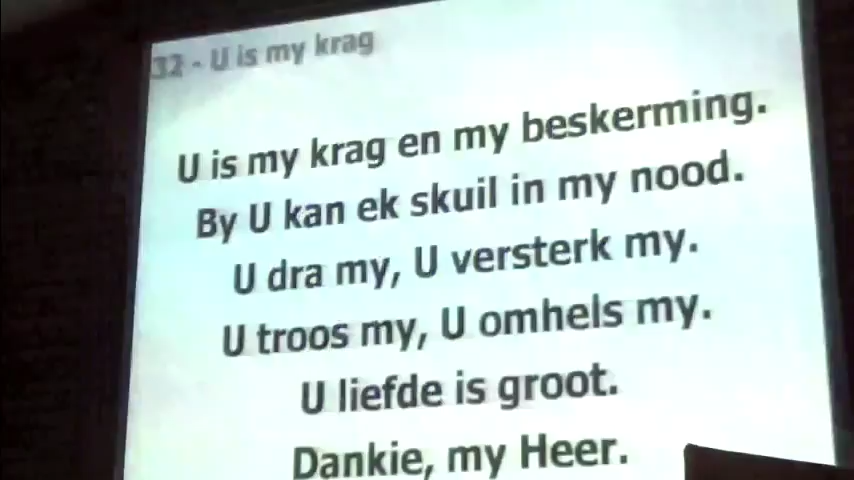 32 - U is my krag
U is my krag en my beskerming.
By U kan ek skuil in my nood.
U dra my, U versterk my.
U troos my, U omhels my.
U liefde is groot.
Dankie, my Heer.